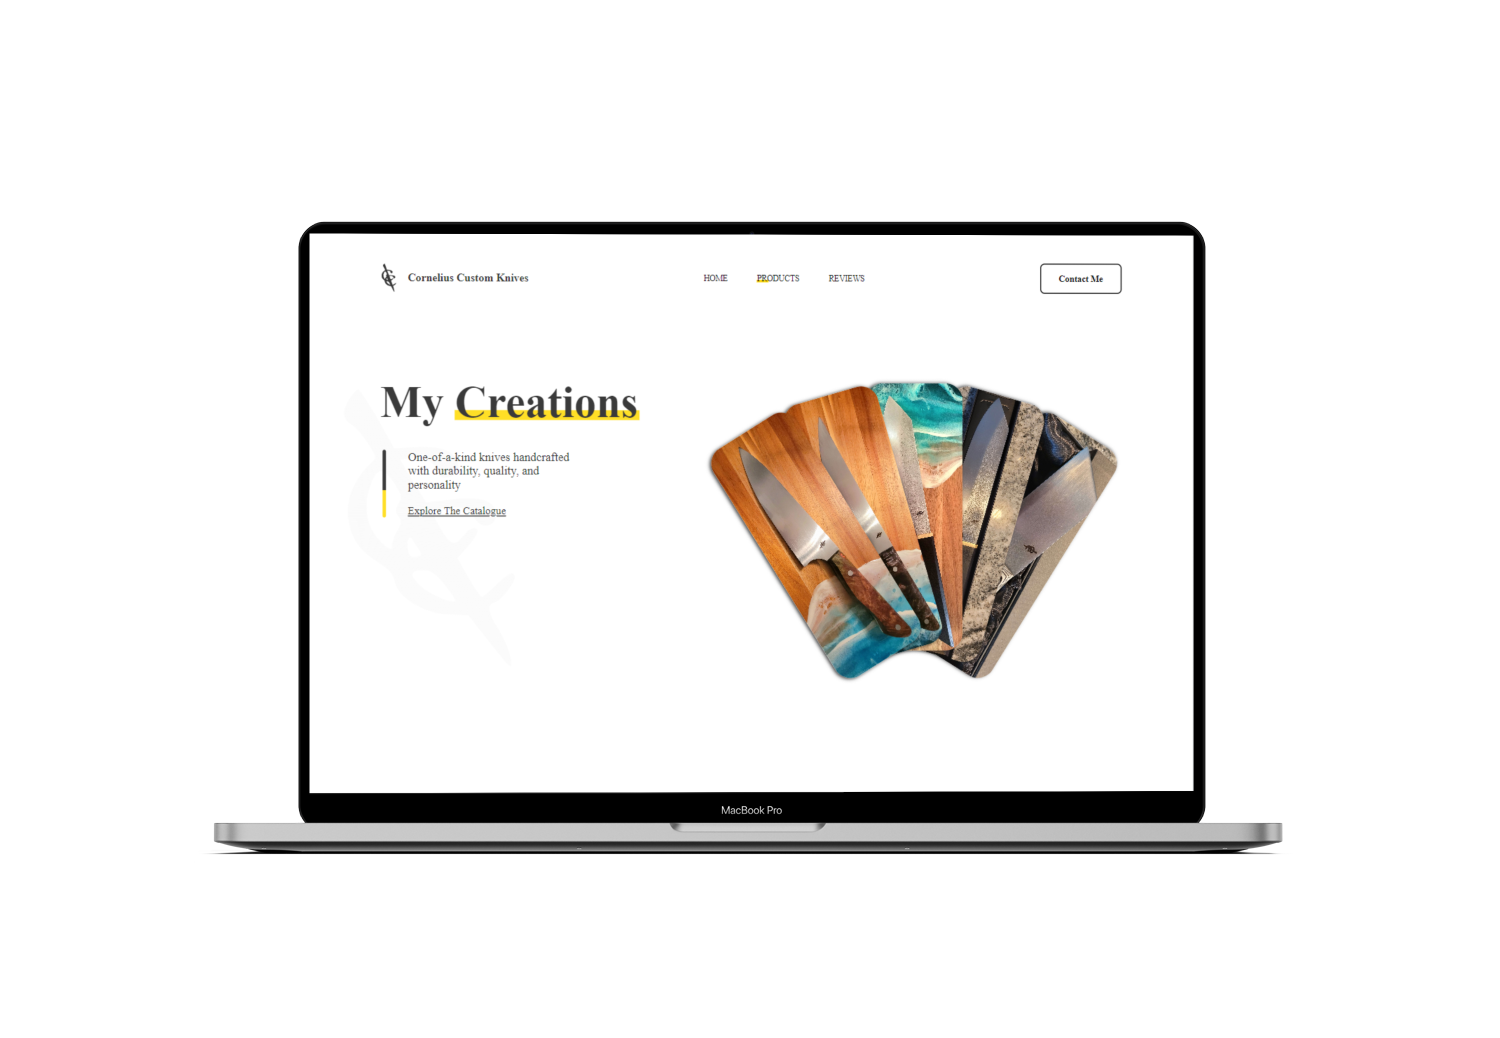 Cornelius Custom Knives
HOME
PRODUCTS
REVIEWS
Contact Me
My Creations
One-of-a-kind knives handcrafted
with durability, quality, and
personality
Explore The Catalogue
MacBook Pro